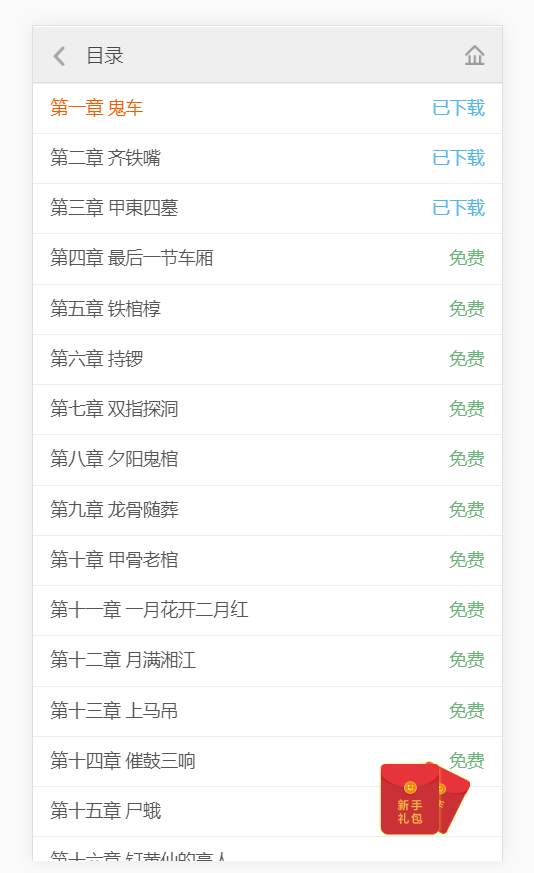 目录
第一章 鬼车 已下载
第二章 齐铁嘴 已下载
第三章 甲東四墓 已下载
第四章 最后一节车厢 免费
第五章 铁棺椁 免费
第六章 持锣 免费
第七章 双指探洞 免费
第八章 夕阳鬼棺 免费
第九章 龙骨随葬 免费
第十章 甲骨老棺 免费
第十一章 一月花开二月红 免费
第十二章 月满湘江 免费
第十三章 上马吊 免费
第十四章 催鼓三响 免费
第十五章 尸蛾
新手
礼包